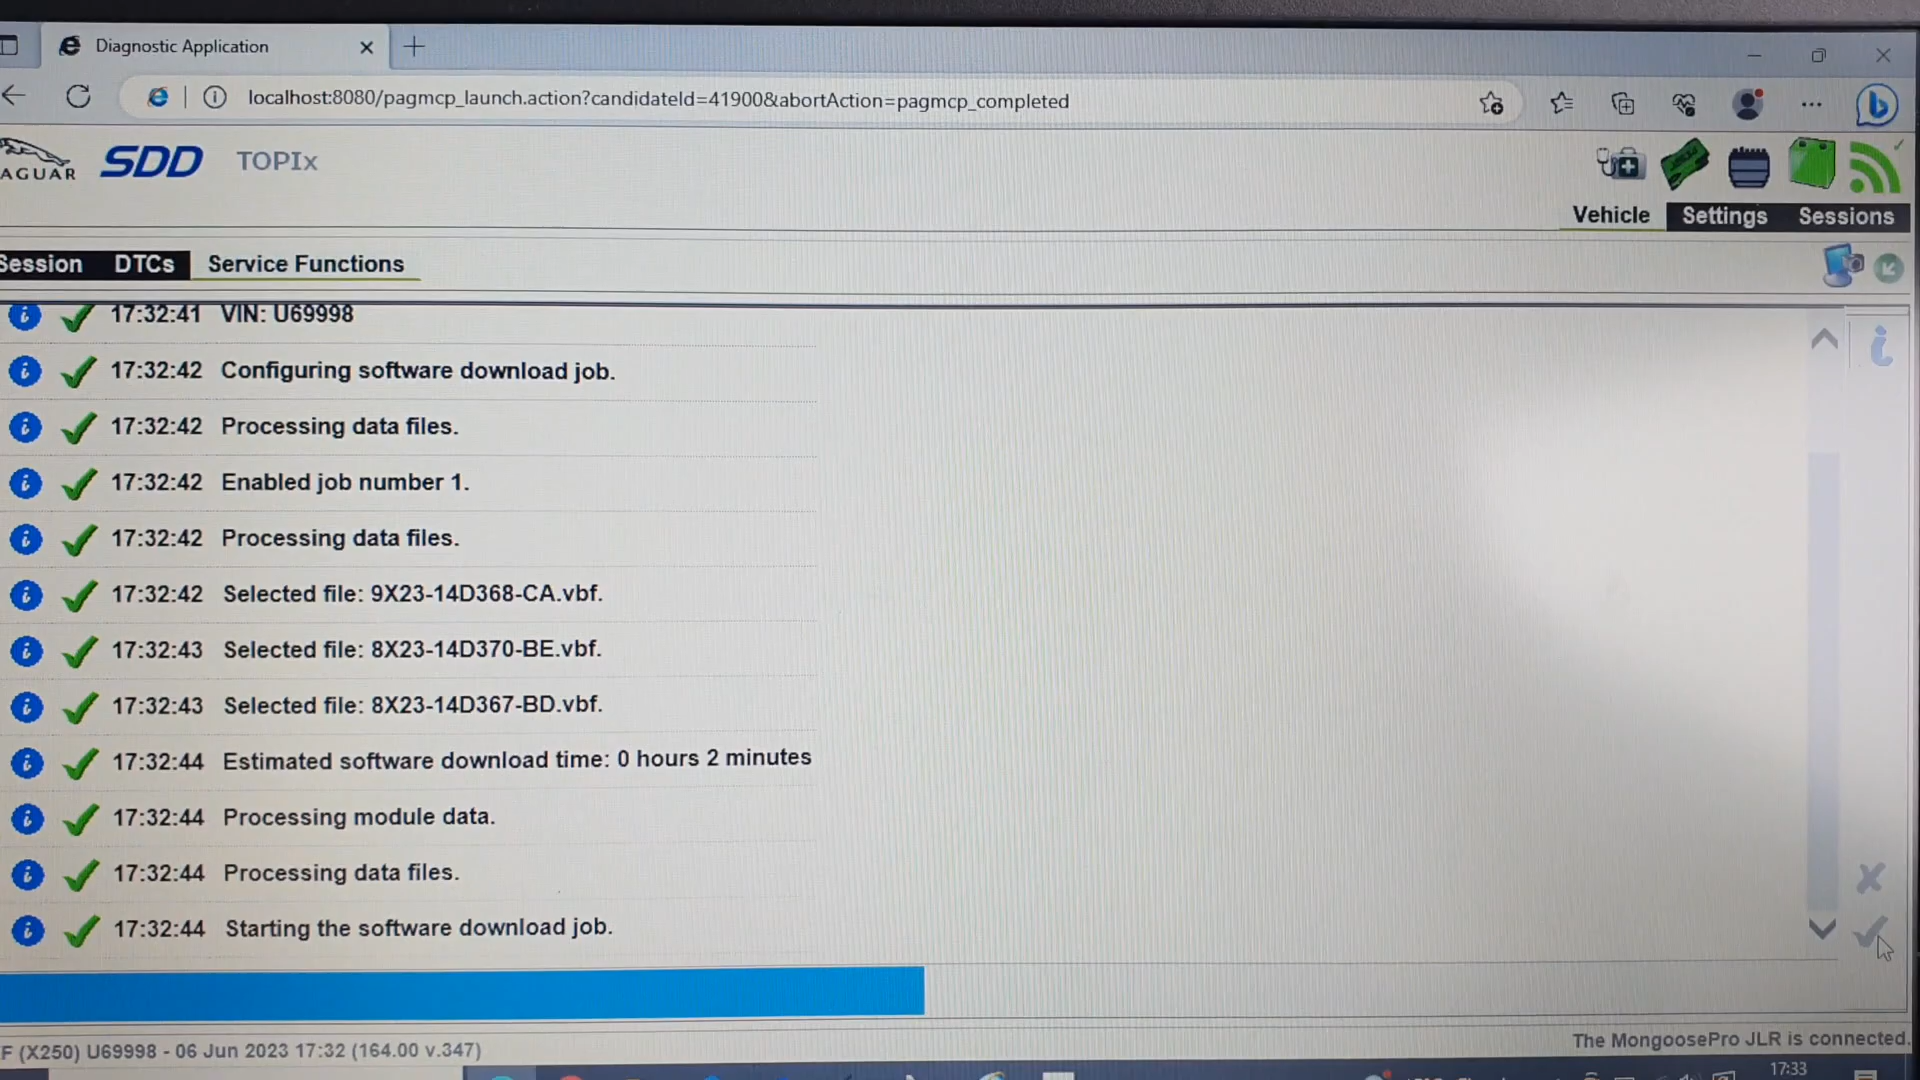 Diagnostic Application
localhost:8080/pagmcp_launch.action?candidateId=41900&abortAction=pagmcp_completed
AGUAR SDD TOPIx
Vehicle Settings Sessions
Session DTCs Service Functions
17:32:41 VIN: U69998
17:32:42 Configuring software download job.
17:32:42 Processing data files.
17:32:42 Enabled job number 1.
17:32:42 Processing data files.
17:32:42 Selected file: 9X23-14D368-CA.vbf.
17:32:43 Selected file: 8X23-14D370-BE.vbf.
17:32:43 Selected file: 8X23-14D367-BD.vbf.
17:32:44 Estimated software download time: 0 hours 2 minutes
17:32:44 Processing module data.
17:32:44 Processing data files.
17:32:44 Starting the software download job.
The MongoosePro JLR is connected.
F (X250) U69998 - 06 Jun 2023 17:32 (164.00 v.347)
17:33